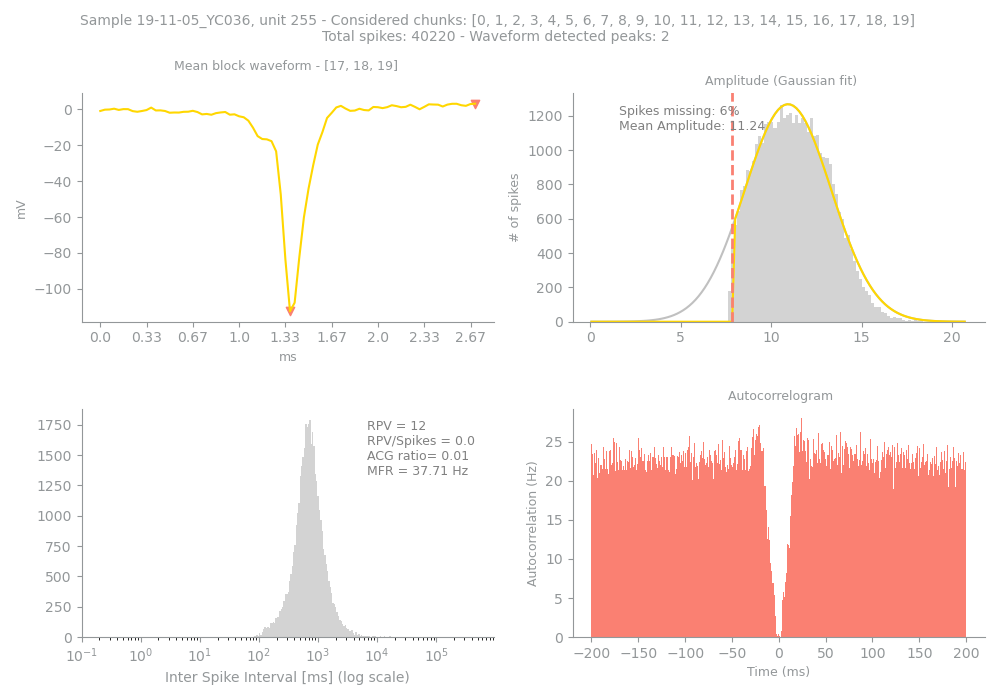 Sample 19-11-05_YC036, unit 255 - Considered chunks: [0, 1, 2, 3, 4, 5, 6, 7, 8, 9, 10, 11, 12, 13, 14, 15, 16, 17, 18, 19]
Total spikes: 40220 - Waveform detected peaks: 2
Mean block waveform - [17, 18, 19]
mV
0
−20
−40
−60
−80
−100
0.0 0.33 0.67 1.0 1.33 1.67 2.0 2.33 2.67
ms
Amplitude (Gaussian fit)
Spikes missing: 6%
Mean Amplitude: 11.24
# of spikes
1200
1000
800
600
400
200
0
0 5 10 15 20
RPV = 12
RPV/Spikes = 0.0
ACG ratio= 0.01
MFR = 37.71 Hz
1750
1500
1250
1000
750
500
250
0
10⁻¹ 10⁰ 10¹ 10² 10³ 10⁴ 10⁵
Inter Spike Interval [ms] (log scale)
Autocorrelogram
Autocorrelation (Hz)
25
20
15
10
5
0
−200 −150 −100 −50 0 50 100 150 200
Time (ms)